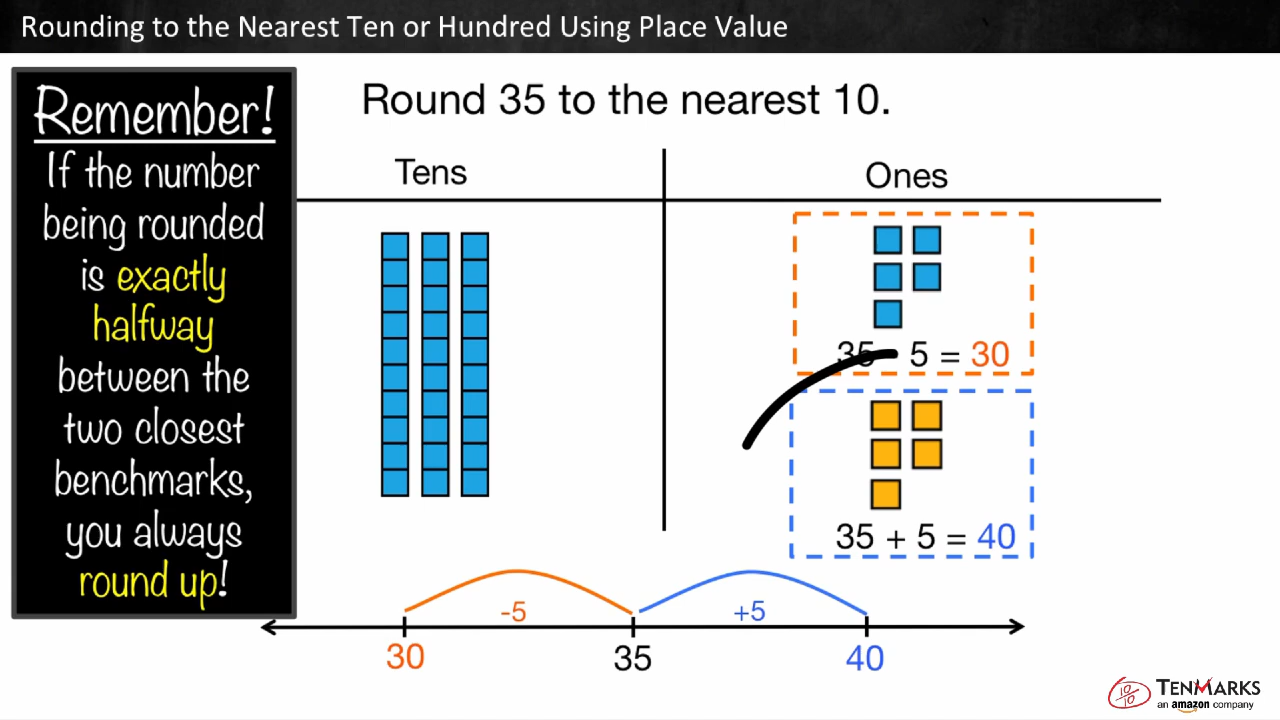 Rounding to the Nearest Ten or Hundred Using Place Value
Remember!
If the number
being rounded
is exactly
halfway
between the
two closest
benchmarks,
you always
round up!
Round 35 to the nearest 10.
Tens
Ones
35 - 5 = 30
35 + 5 = 40
-5
+5
30
35
40
10/10
TENMARKS
an amazon company